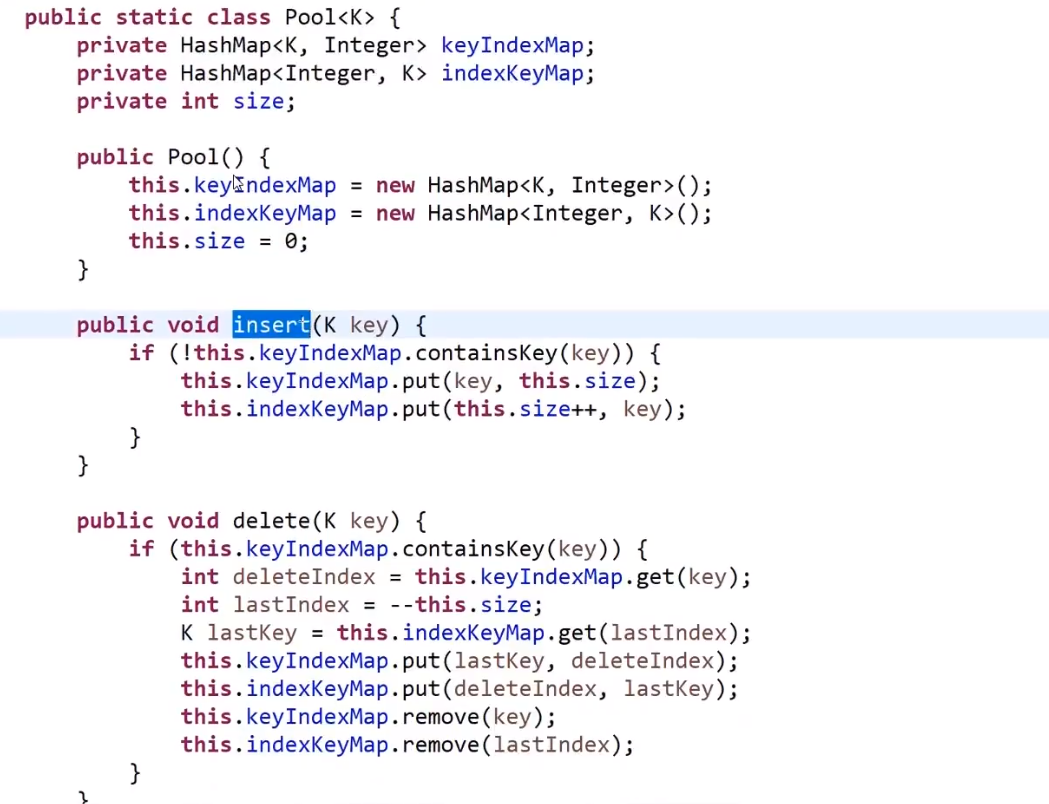 public static class Pool<K> {
    private HashMap<K, Integer> keyIndexMap;
    private HashMap<Integer, K> indexKeyMap;
    private int size;

    public Pool() {
        this.keyIndexMap = new HashMap<K, Integer>();
        this.indexKeyMap = new HashMap<Integer, K>();
        this.size = 0;
    }

    public void insert(K key) {
        if (!this.keyIndexMap.containsKey(key)) {
            this.keyIndexMap.put(key, this.size);
            this.indexKeyMap.put(this.size++, key);
        }
    }

    public void delete(K key) {
        if (this.keyIndexMap.containsKey(key)) {
            int deleteIndex = this.keyIndexMap.get(key);
            int lastIndex = --this.size;
            K lastKey = this.indexKeyMap.get(lastIndex);
            this.keyIndexMap.put(lastKey, deleteIndex);
            this.indexKeyMap.put(deleteIndex, lastKey);
            this.keyIndexMap.remove(key);
            this.indexKeyMap.remove(lastIndex);
        }
    }